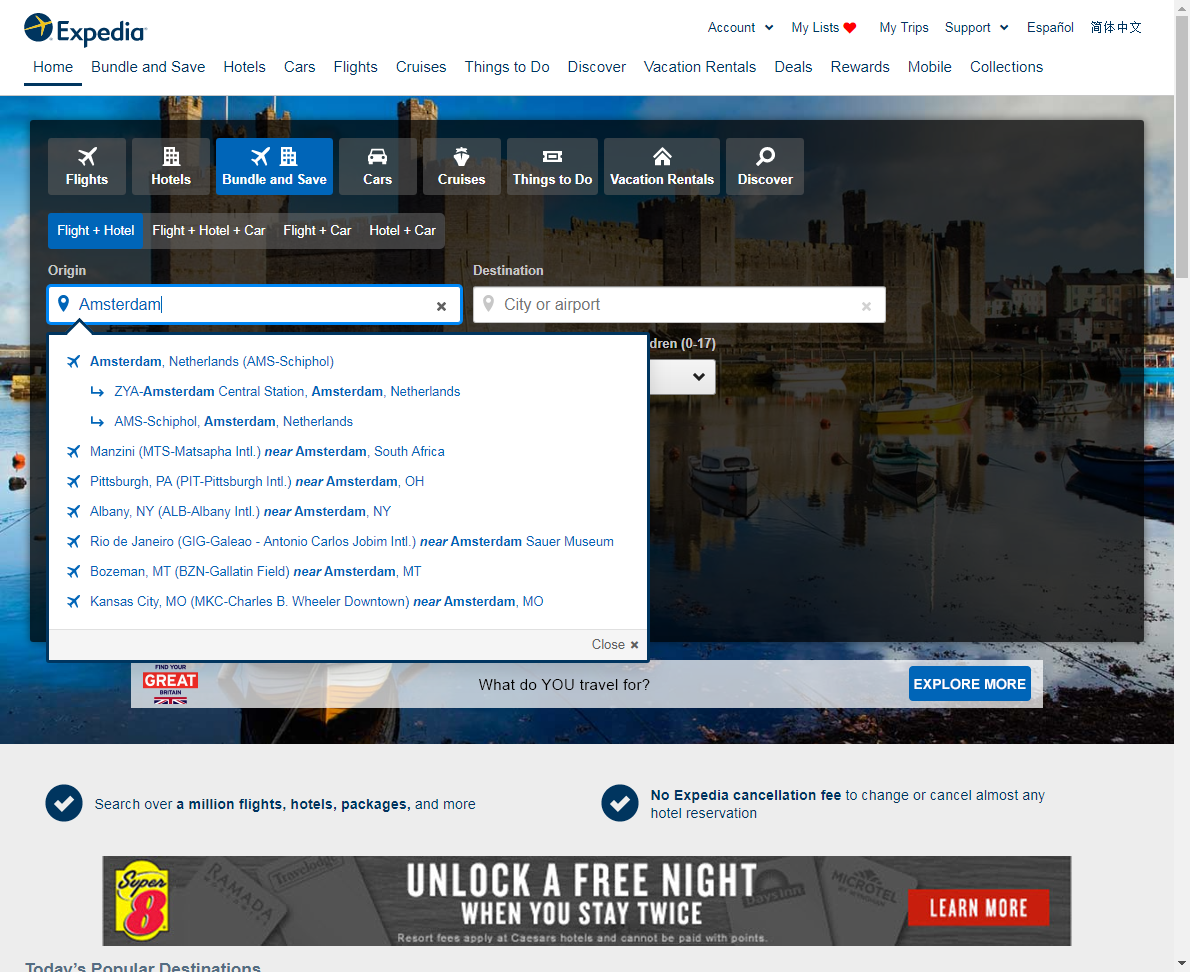 Expedia
Account
My Lists
My Trips
Support
Español
简体中文
Home
Bundle and Save
Hotels
Cars
Flights
Cruises
Things to Do
Discover
Vacation Rentals
Deals
Rewards
Mobile
Collections
Flights
Hotels
Bundle and Save
Cars
Cruises
Things to Do
Vacation Rentals
Discover
Flight + Hotel
Flight + Hotel + Car
Flight + Car
Hotel + Car
Origin
Destination
Amsterdam
City or airport
dren (0-17)
Amsterdam, Netherlands (AMS-Schiphol)
ZYA-Amsterdam Central Station, Amsterdam, Netherlands
AMS-Schiphol, Amsterdam, Netherlands
Manzini (MTS-Matsapha Intl.) near Amsterdam, South Africa
Pittsburgh, PA (PIT-Pittsburgh Intl.) near Amsterdam, OH
Albany, NY (ALB-Albany Intl.) near Amsterdam, NY
Rio de Janeiro (GIG-Galeao - Antonio Carlos Jobim Intl.) near Amsterdam Sauer Museum
Bozeman, MT (BZN-Gallatin Field) near Amsterdam, MT
Kansas City, MO (MKC-Charles B. Wheeler Downtown) near Amsterdam, MO
Close
FIND YOUR
GREAT
BRITAIN
What do YOU travel for?
EXPLORE MORE
Search over a million flights, hotels, packages, and more
No Expedia cancellation fee to change or cancel almost any
hotel reservation
Super
8
RAMADA
Travelodge
UNLOCK A FREE NIGHT
WHEN YOU STAY TWICE
Resort fees apply at Caesars hotels and cannot be paid with points.
Days Inn
MICROTEL
BY WYNDHAM
LEARN MORE
Today's Popular Destinations